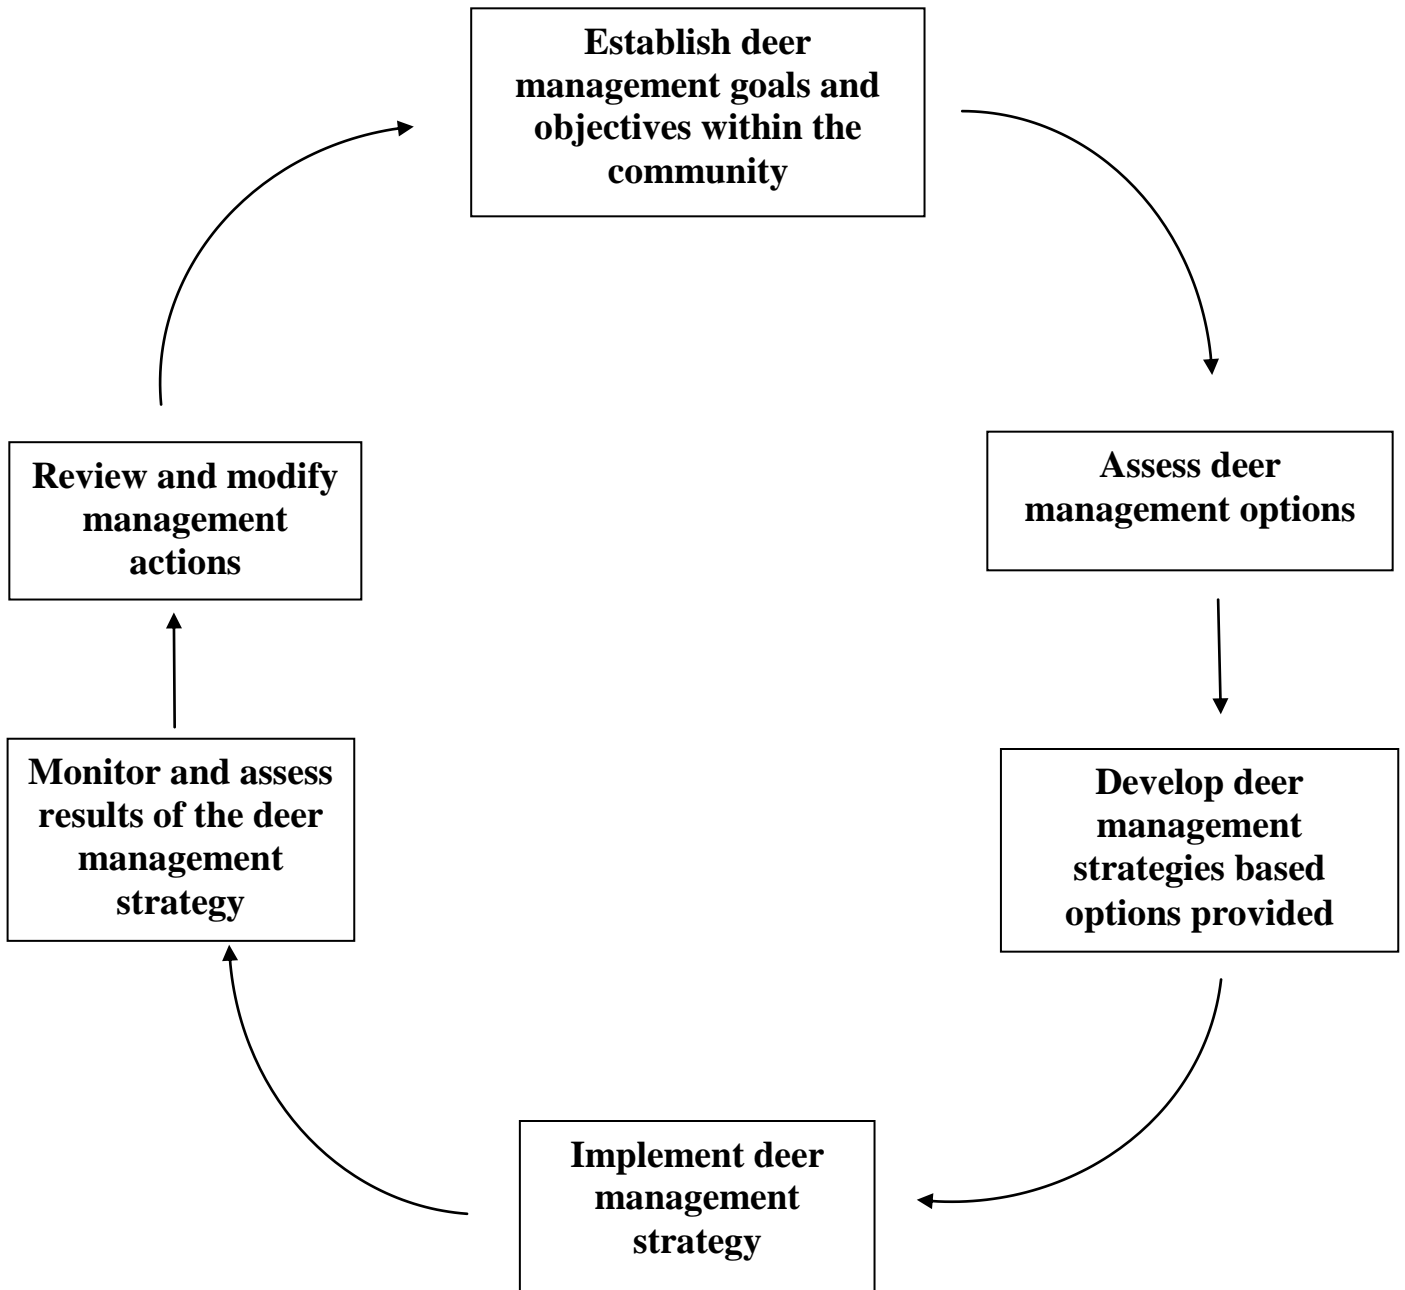 Establish deer
management goals and
objectives within the
community
Assess deer
management options
Develop deer
management
strategies based
options provided
Implement deer
management
strategy
Monitor and assess
results of the deer
management
strategy
Review and modify
management
actions